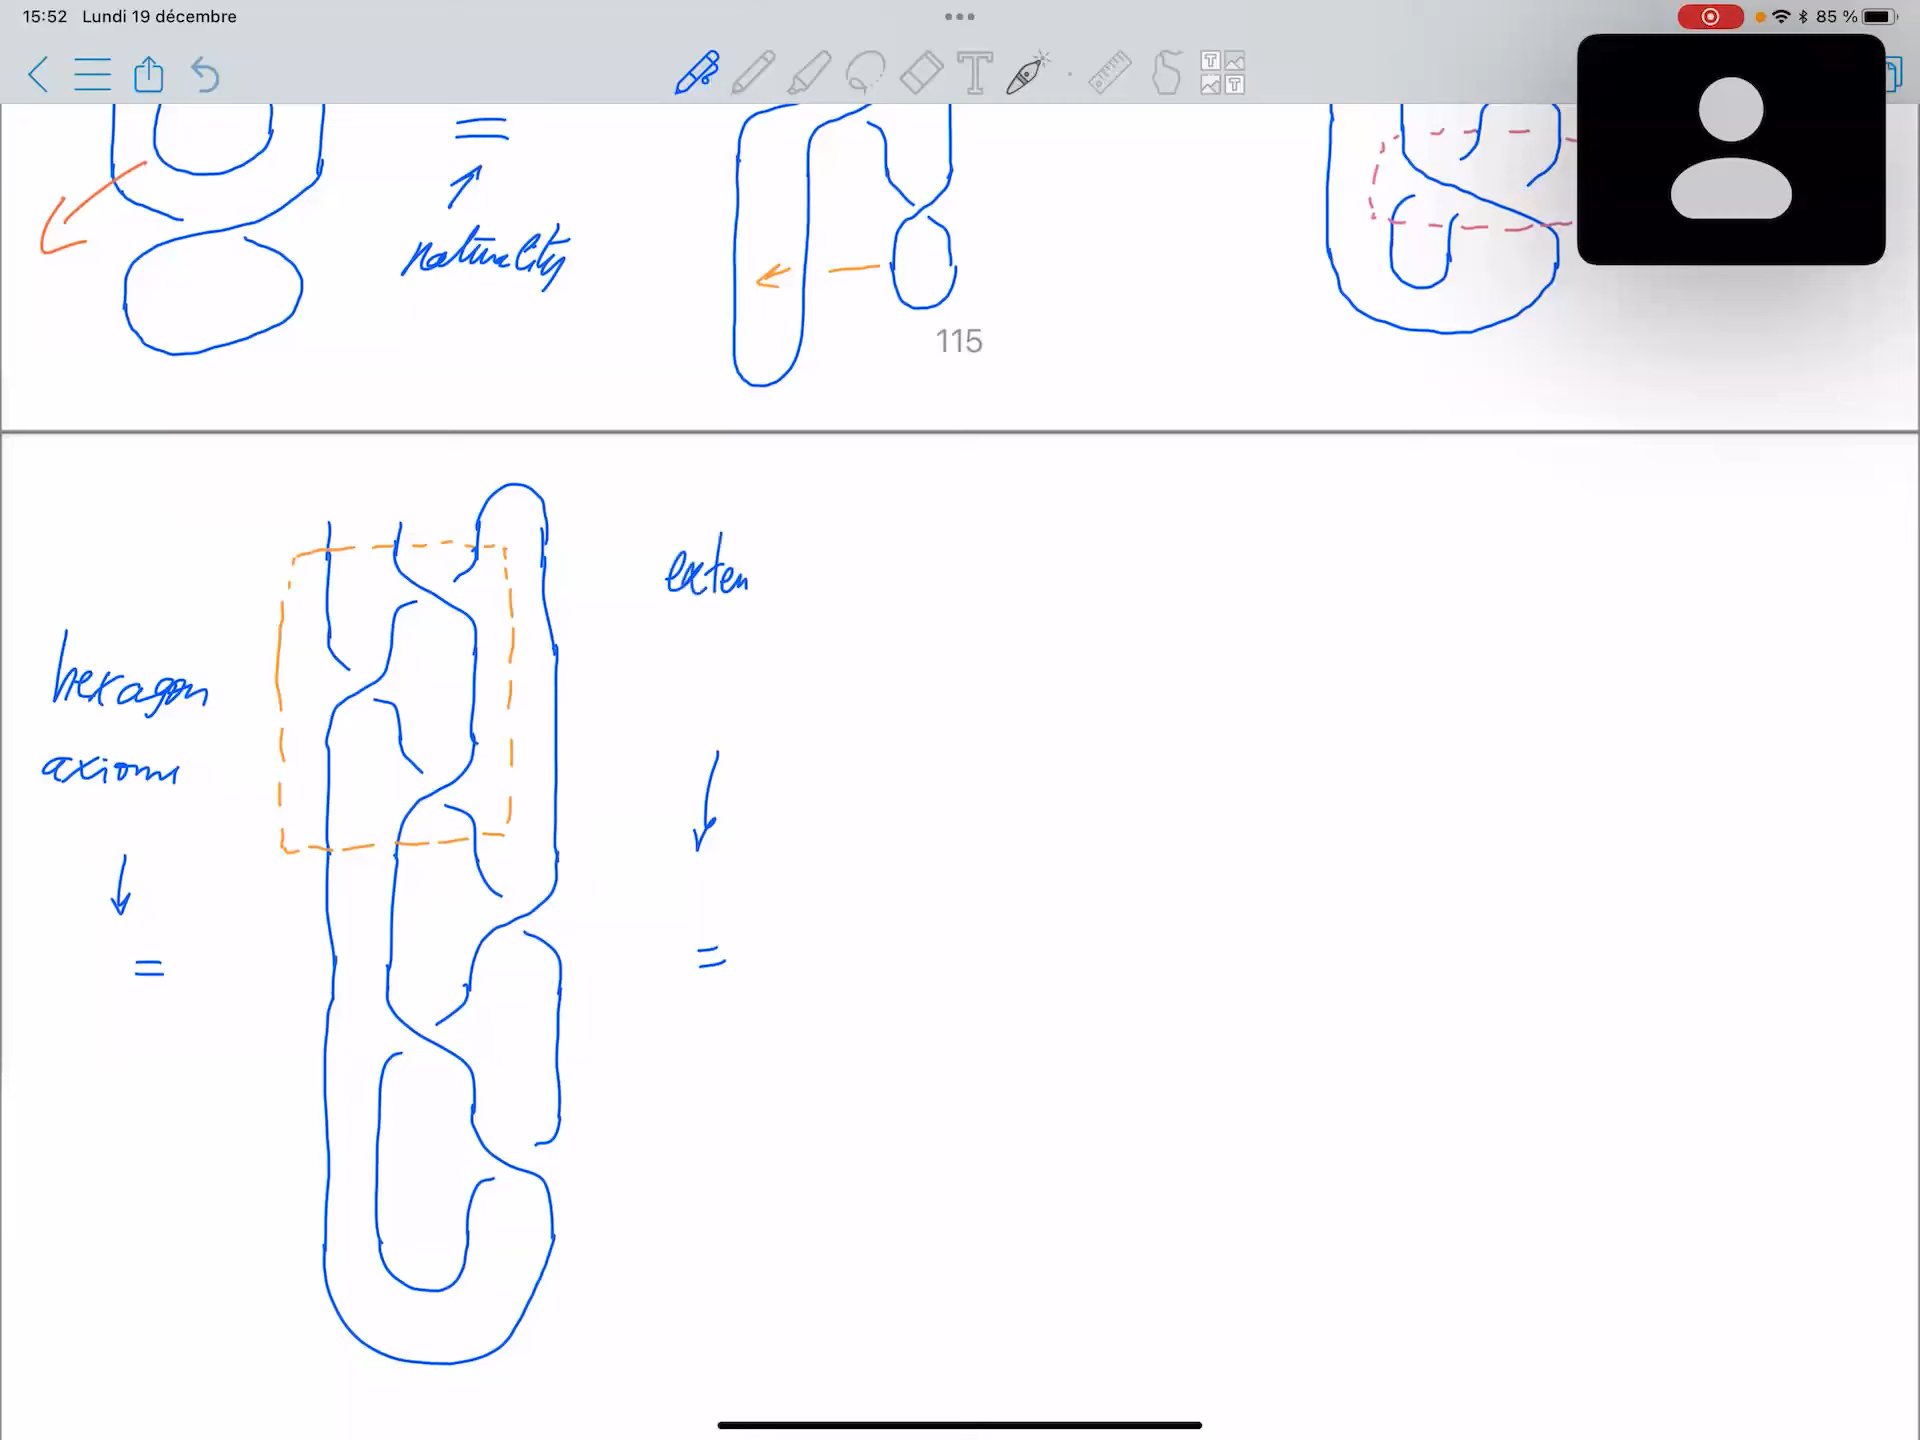 15:52 Lundi 19 décembre
85 %
=
naturality
115
hexagon
axioms
=
exten
=